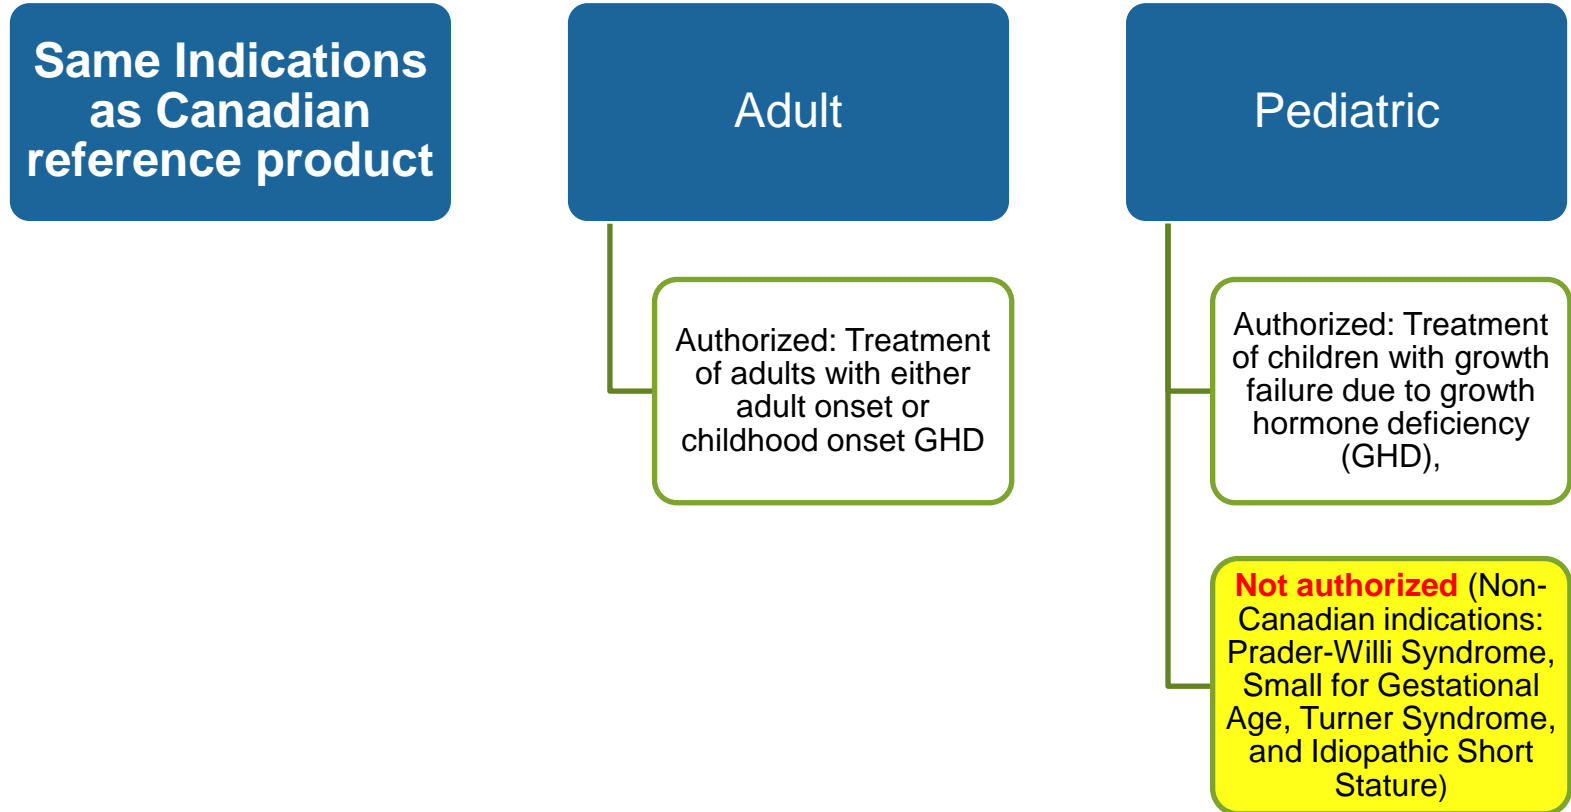 Same Indications
as Canadian
reference product
Adult
Authorized: Treatment
of adults with either
adult onset or
childhood onset GHD
Pediatric
Authorized: Treatment
of children with growth
failure due to growth
hormone deficiency
(GHD),
Not authorized (Non-
Canadian indications:
Prader-Willi Syndrome,
Small for Gestational
Age, Turner Syndrome,
and Idiopathic Short
Stature)